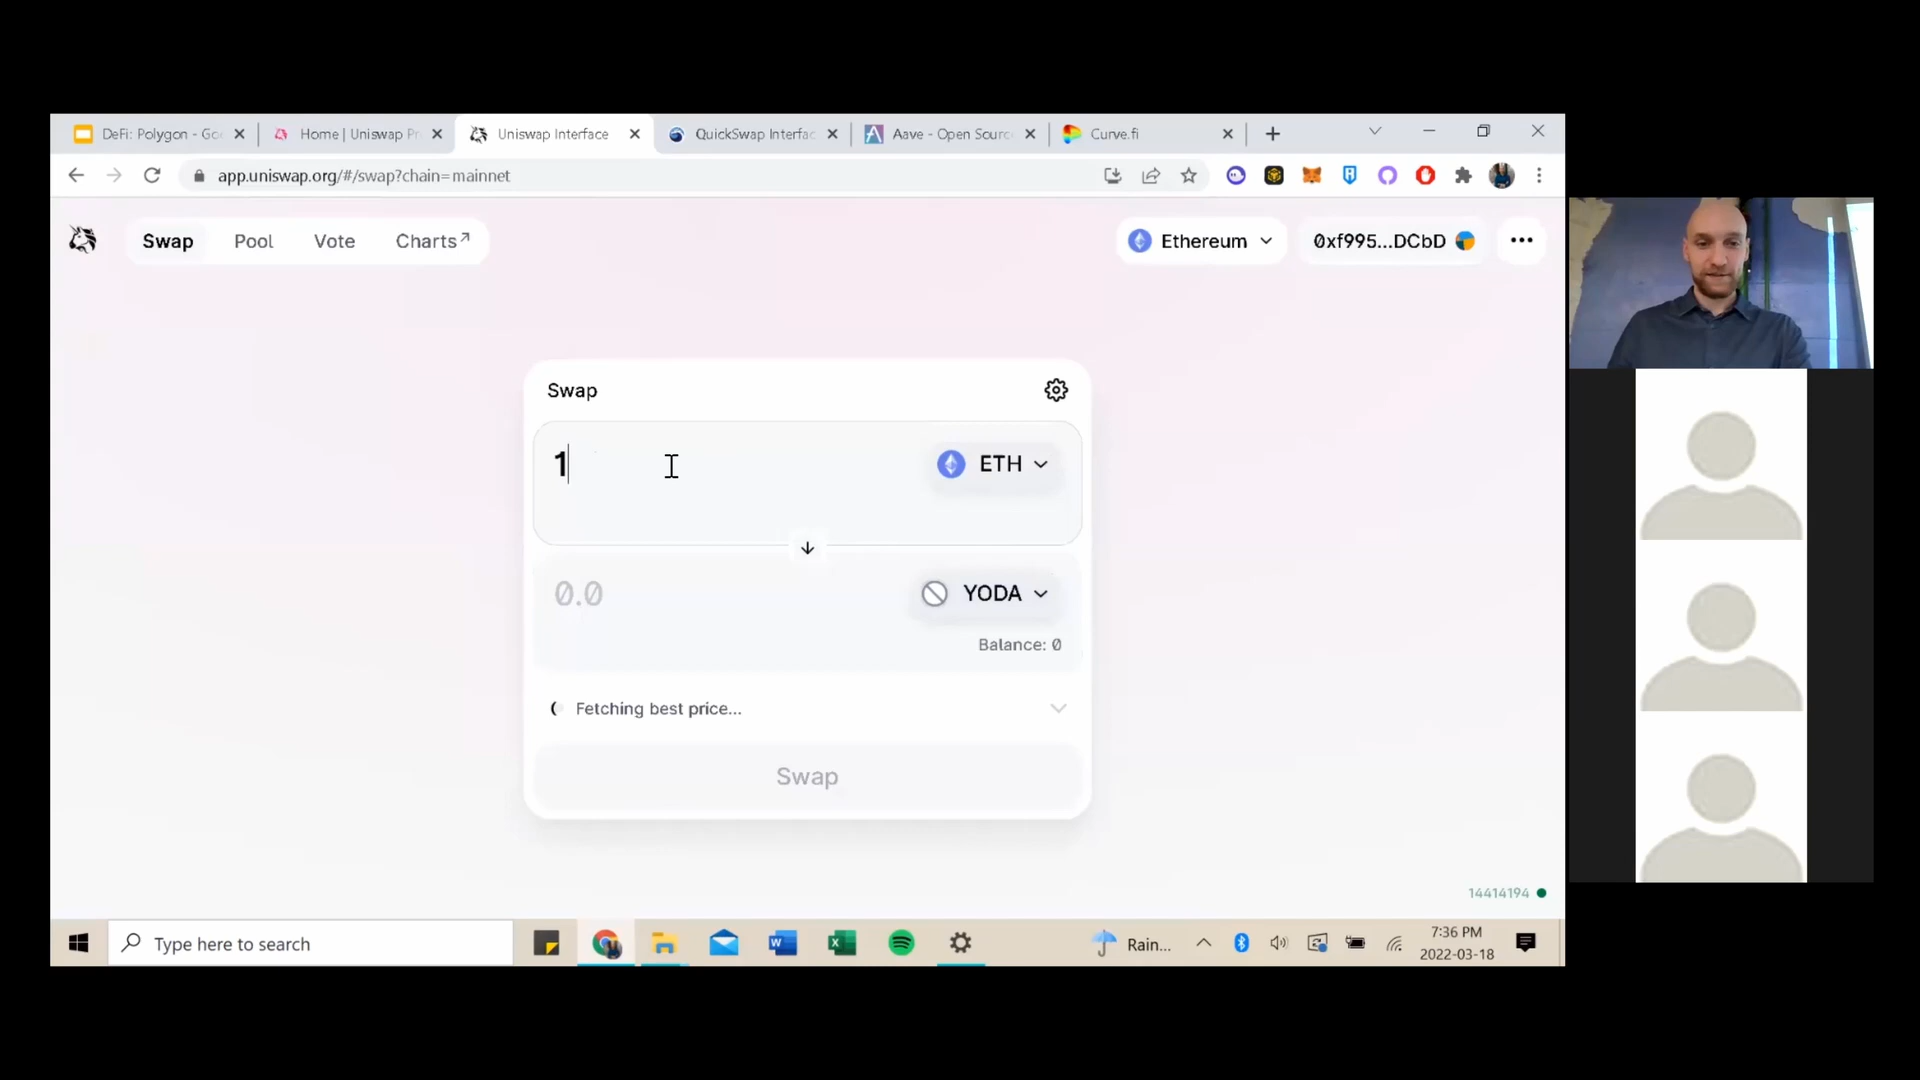 DeFi: Polygon - Go
Home | Uniswap Pr
Uniswap Interface
QuickSwap Interfac
Aave - Open Sourc
Curve.fi
app.uniswap.org/#/swap?chain=mainnet
Swap
Pool
Vote
Charts↗
Ethereum
0xf995...DCbD
Swap
1
ETH
0.0
YODA
Balance: 0
Fetching best price...
Swap
14414194
Type here to search
Rain...
7:36 PM
2022-03-18